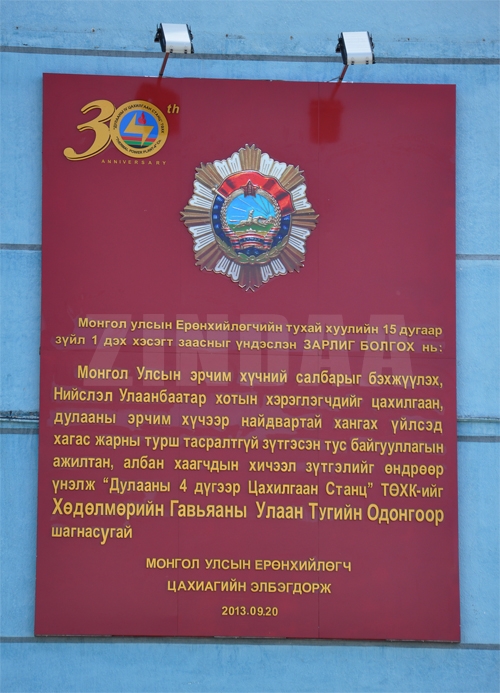 30th
ANNIVERSARY
Монгол улсын Ерөнхийлөгчийн тухай хуулийн 15 дугаар
зүйл 1 дэх хэсэгт заасныг үндэслэн ЗАРЛИГ БОЛГОХ нь:
ZINDAA
Монгол Улсын эрчим хүчний салбарыг бэхжүүлэх,
Нийслэл Улаанбаатар хотын хэрэглэгчдийг цахилгаан,
дулааны эрчим хүчээр найдвартай хангах үйлсэд
хагас жарны турш тасралтгүй зүтгэсэн тус байгууллагын
ажилтан, албан хаагчдын хичээл зүтгэлийг өндрөөр
үнэлж “Дулааны 4 дүгээр Цахилгаан Станц” ТӨХК-ийг
Хөдөлмөрийн Гавьяаны Улаан Тугийн Одонгоор
шагнасугай
МОНГОЛ УЛСЫН ЕРӨНХИЙЛӨГЧ
ЦАХИАГИЙН ЭЛБЭГДОРЖ
2013.09.20